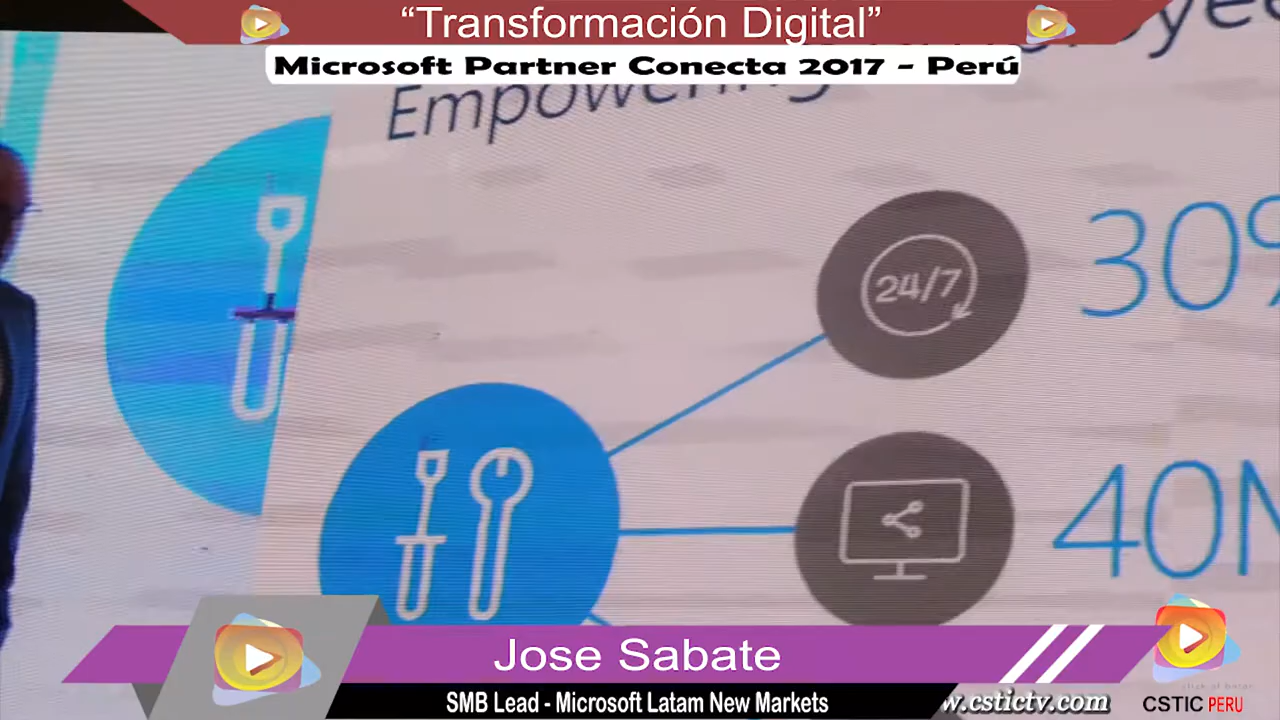 “Transformación Digital”
Microsoft Partner Conecta 2017 - Perú
Empowering
24/7
30%
40M
Jose Sabate
SMB Lead - Microsoft Latam New Markets
w.cstictv.com
CSTIC PERU